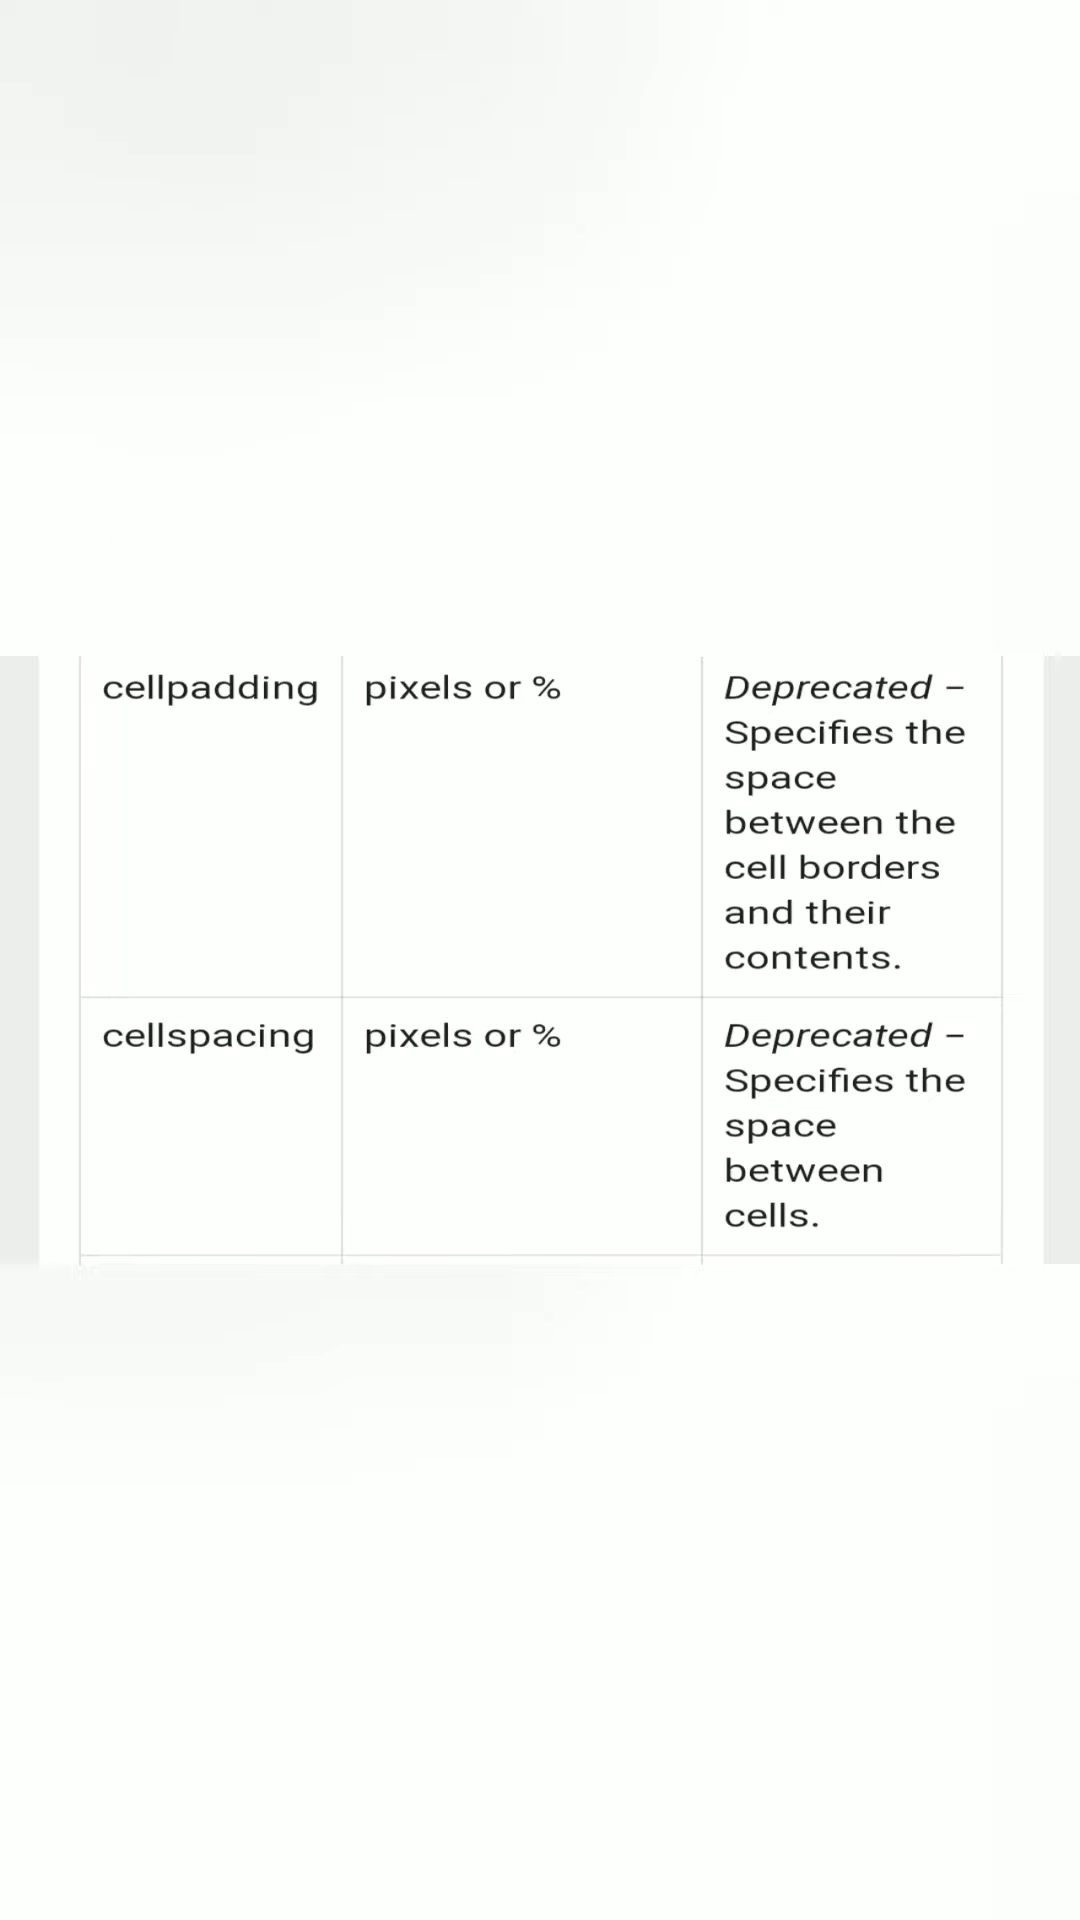 cellpadding
pixels or %
Deprecated –
Specifies the
space
between the
cell borders
and their
contents.
cellspacing
pixels or %
Deprecated –
Specifies the
space
between
cells.